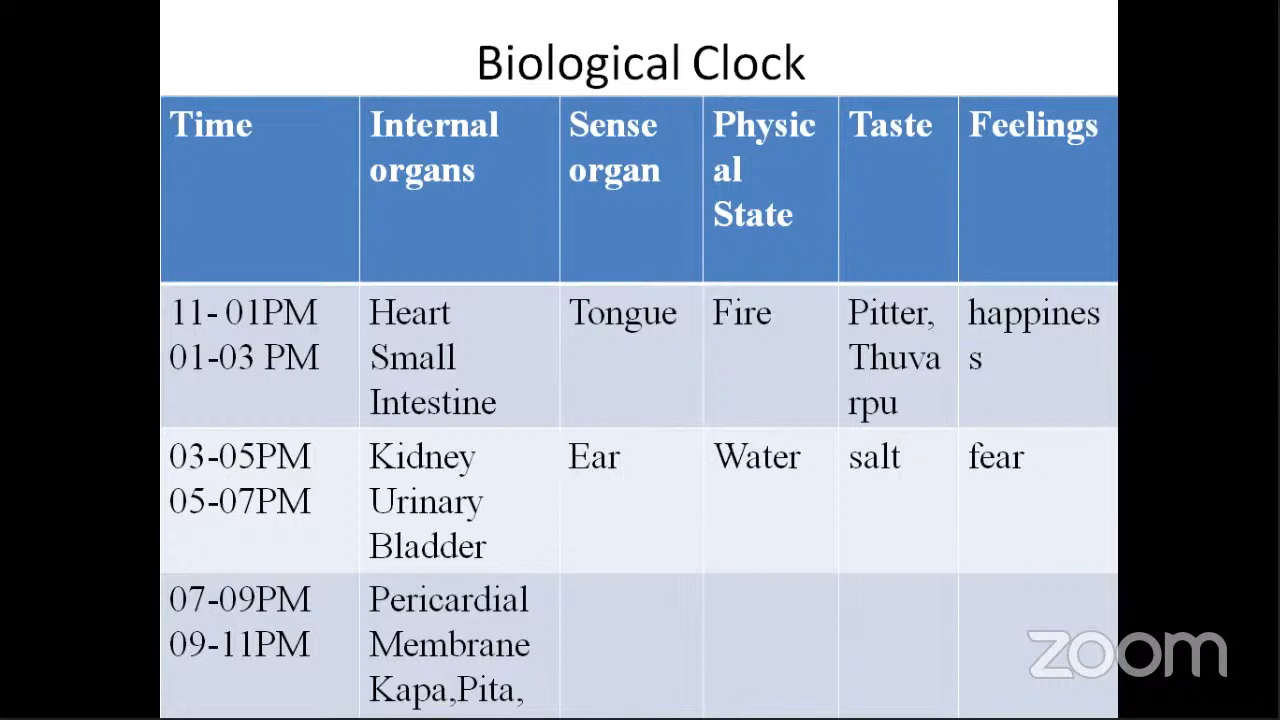 Biological Clock
Time
Internal
organs
Sense
organ
Physic
al
State
Taste
Feelings
11- 01PM
01-03 PM
Heart
Small
Intestine
Tongue
Fire
Pitter,
Thuva
rpu
happines
s
03-05PM
05-07PM
Kidney
Urinary
Bladder
Ear
Water
salt
fear
07-09PM
09-11PM
Pericardial
Membrane
Kapa,Pita,
zoom